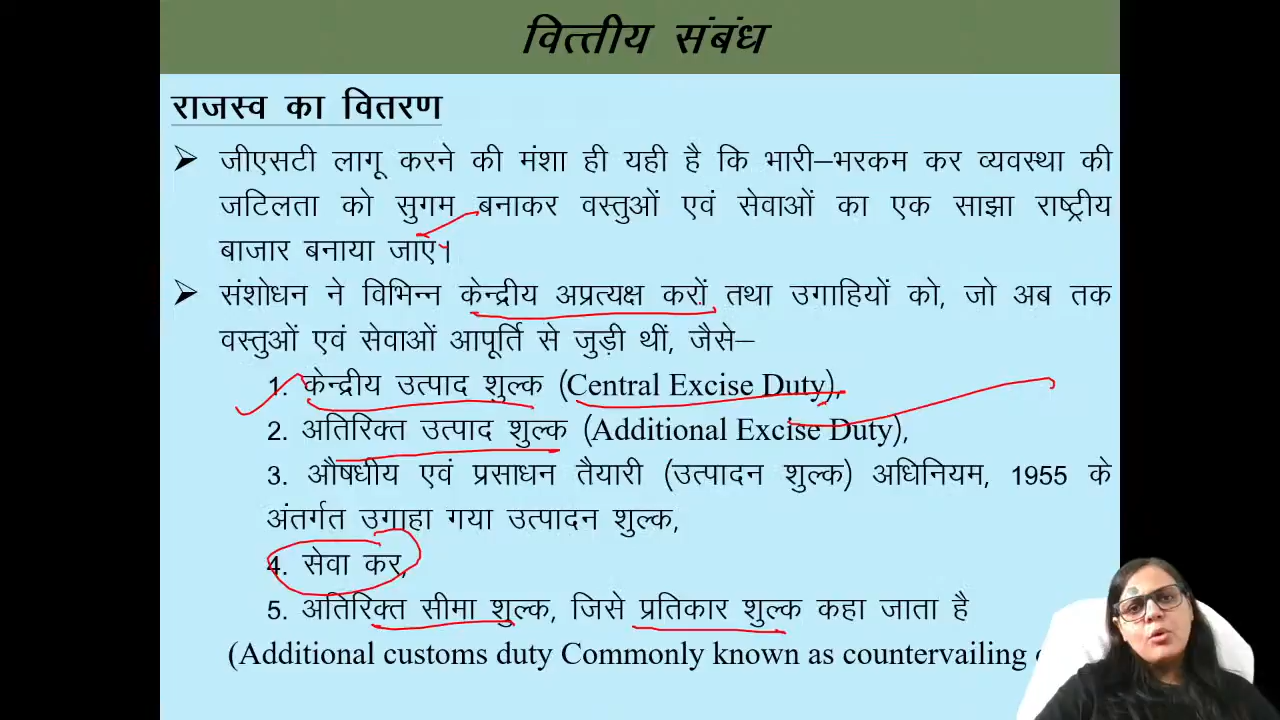 वित्तीय संबंध
राजस्व का वितरण
➢ जीएसटी लागू करने की मंशा ही यही है कि भारी–भरकम कर व्यवस्था की
जटिलता को सुगम बनाकर वस्तुओं एवं सेवाओं का एक साझा राष्ट्रीय
बाजार बनाया जाए।
➢ संशोधन ने विभिन्न केन्द्रीय अप्रत्यक्ष करों तथा उगाहियों को, जो अब तक
वस्तुओं एवं सेवाओं आपूर्ति से जुड़ी थीं, जैसे–
1. केन्द्रीय उत्पाद शुल्क (Central Excise Duty),
2. अतिरिक्त उत्पाद शुल्क (Additional Excise Duty),
3. औषधीय एवं प्रसाधन तैयारी (उत्पादन शुल्क) अधिनियम, 1955 के
अंतर्गत उगाहा गया उत्पादन शुल्क,
4. सेवा कर,
5. अतिरिक्त सीमा शुल्क, जिसे प्रतिकार शुल्क कहा जाता है
(Additional customs duty Commonly known as countervailing